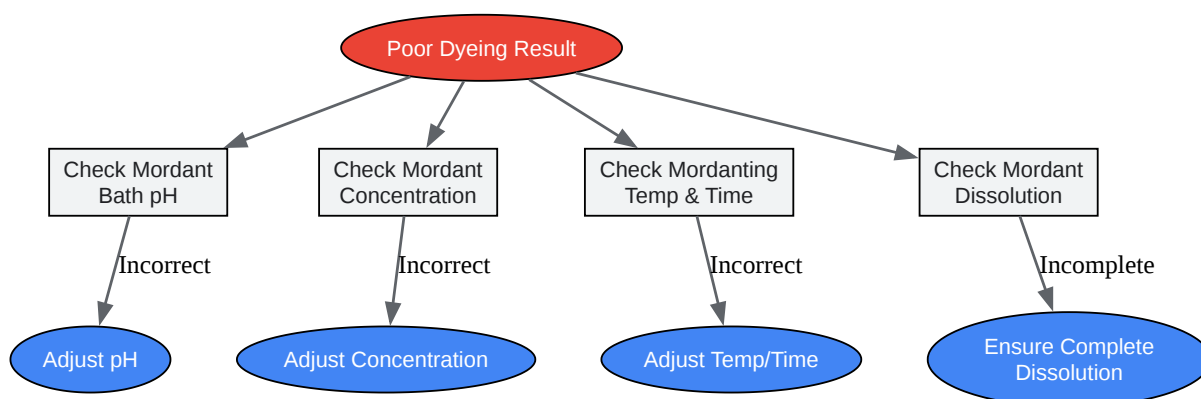 Poor Dyeing Result
Check Mordant
Bath pH
Check Mordant
Concentration
Check Mordanting
Temp & Time
Check Mordant
Dissolution
Incorrect
Incorrect
Incorrect
Incomplete
Adjust pH
Adjust Concentration
Adjust Temp/Time
Ensure Complete
Dissolution